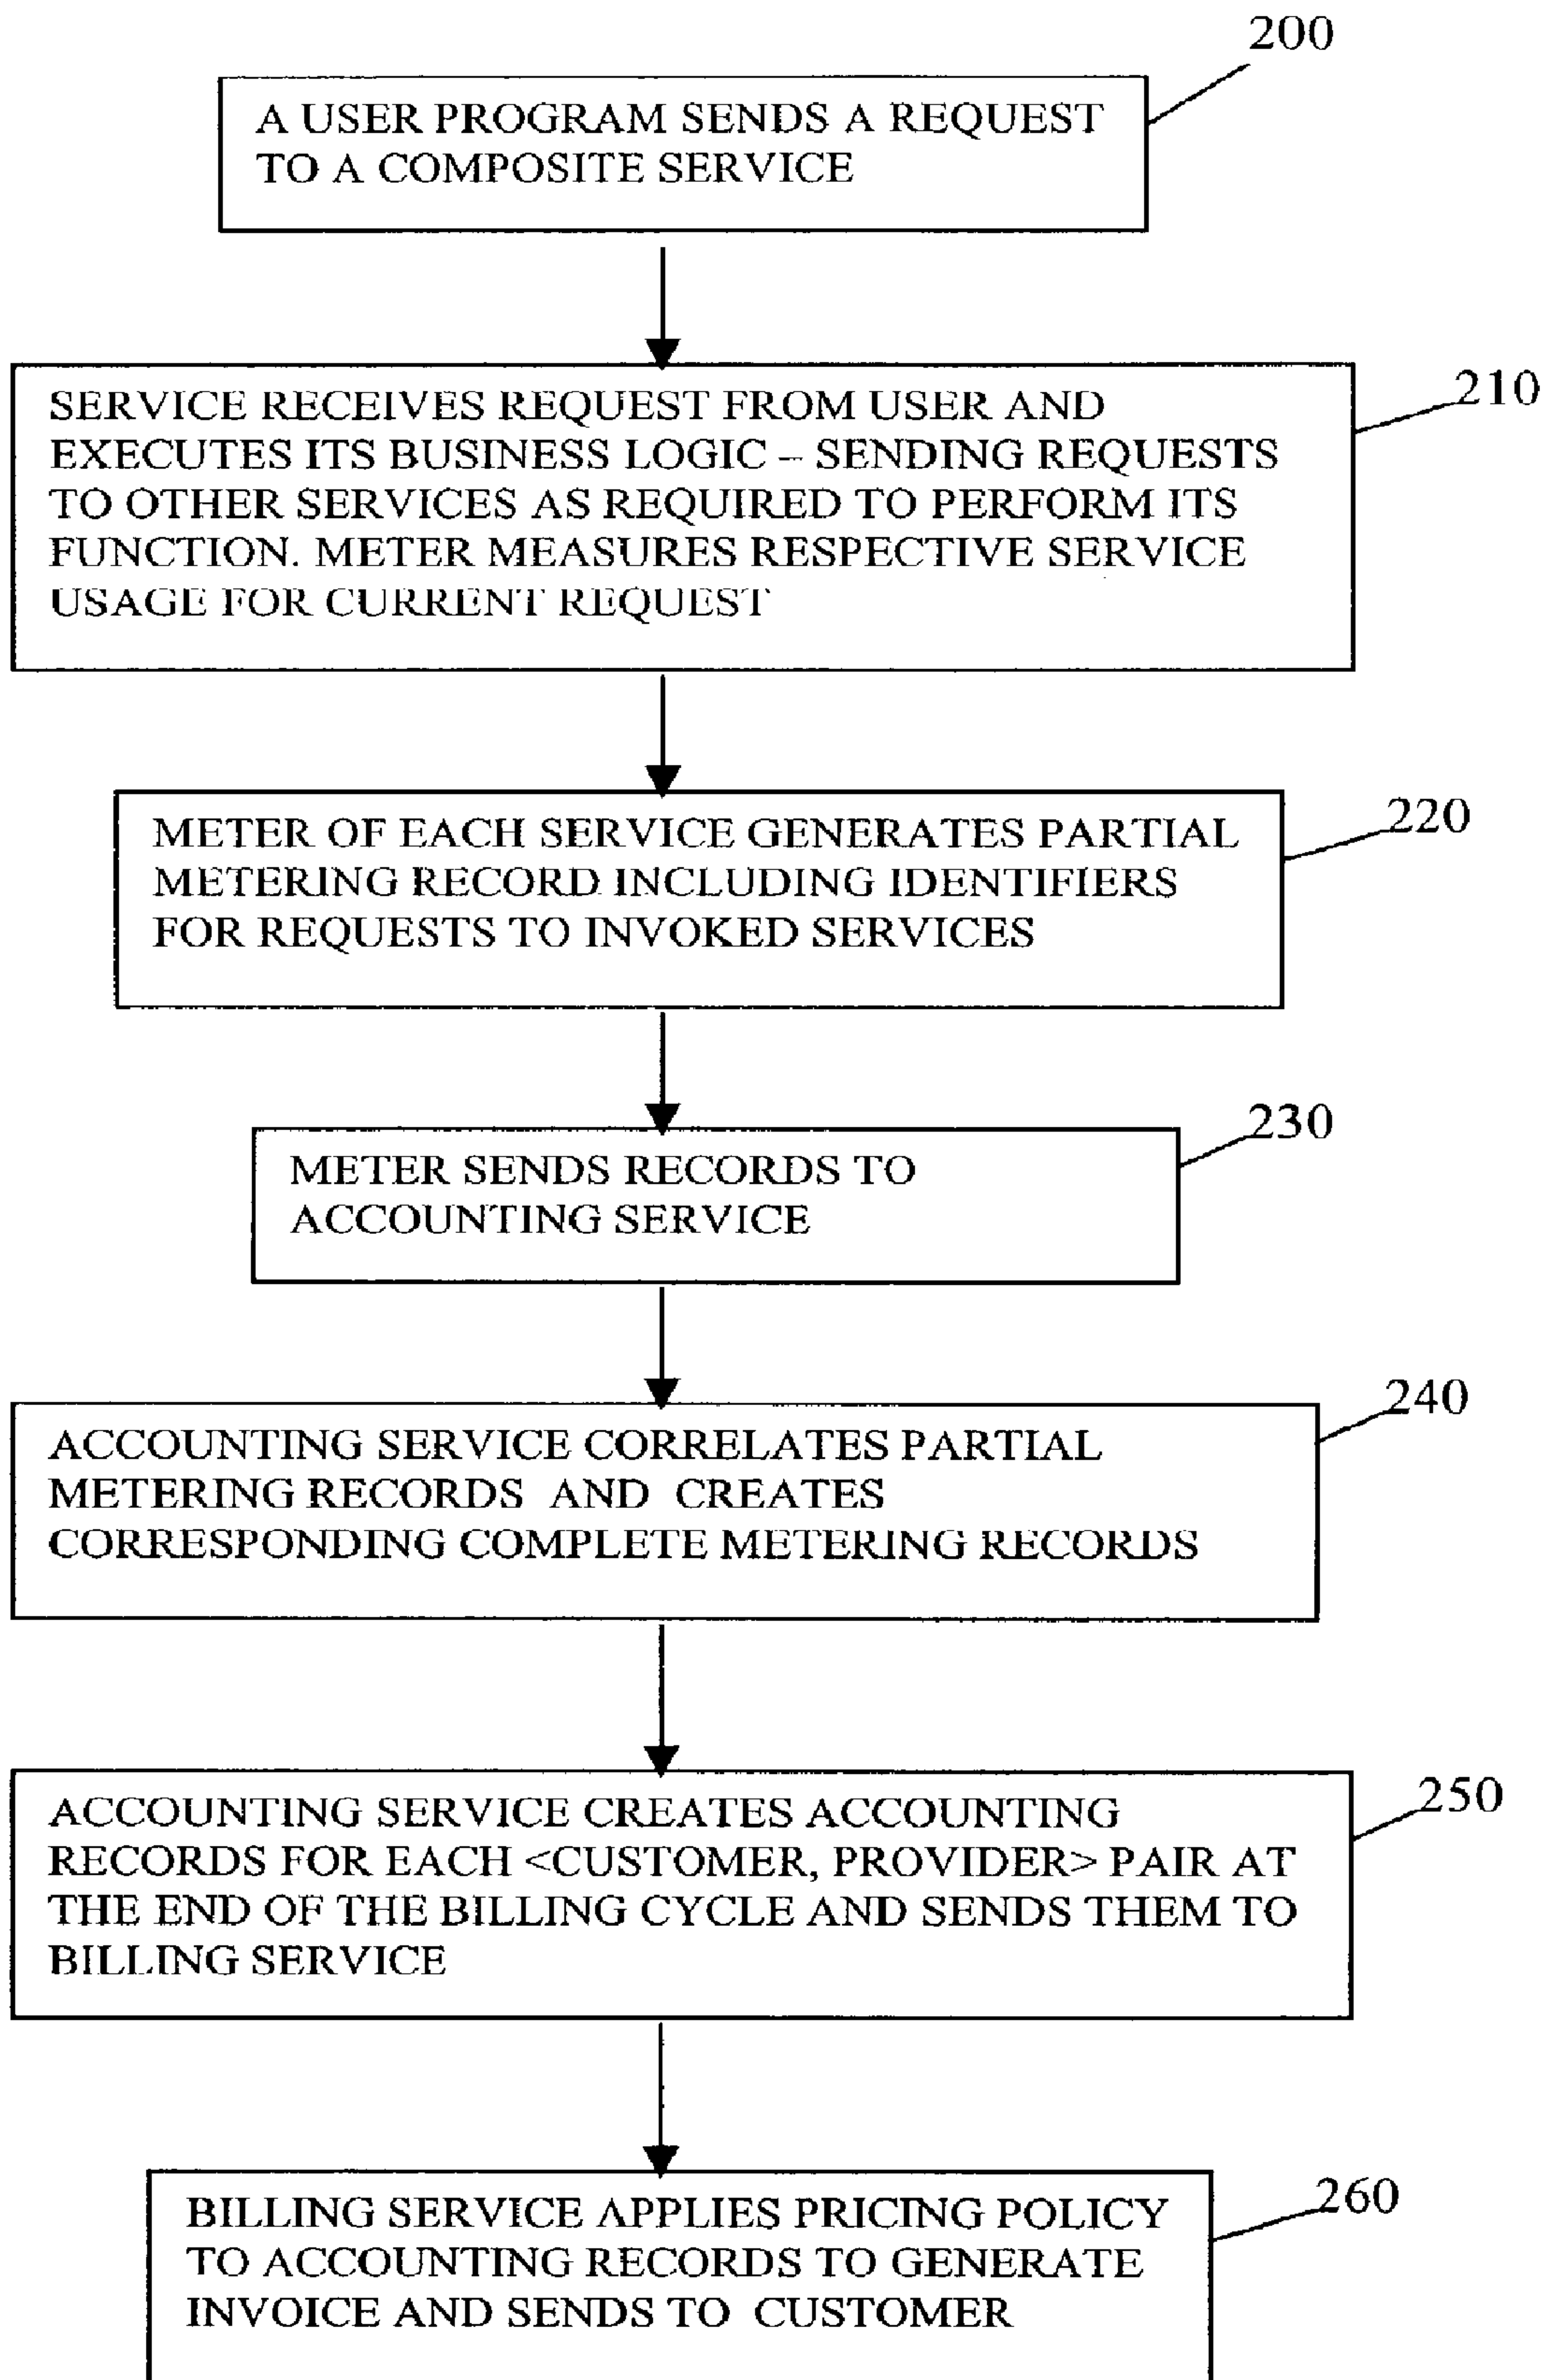 200
A USER PROGRAM SENDS A REQUEST
TO A COMPOSITE SERVICE
210
SERVICE RECEIVES REQUEST FROM USER AND
EXECUTES ITS BUSINESS LOGIC – SENDING REQUESTS
TO OTHER SERVICES AS REQUIRED TO PERFORM ITS
FUNCTION. METER MEASURES RESPECTIVE SERVICE
USAGE FOR CURRENT REQUEST
220
METER OF EACH SERVICE GENERATES PARTIAL
METERING RECORD INCLUDING IDENTIFIERS
FOR REQUESTS TO INVOKED SERVICES
230
METER SENDS RECORDS TO
ACCOUNTING SERVICE
240
ACCOUNTING SERVICE CORRELATES PARTIAL
METERING RECORDS AND CREATES
CORRESPONDING COMPLETE METERING RECORDS
250
ACCOUNTING SERVICE CREATES ACCOUNTING
RECORDS FOR EACH <CUSTOMER, PROVIDER> PAIR AT
THE END OF THE BILLING CYCLE AND SENDS THEM TO
BILLING SERVICE
260
BILLING SERVICE APPLIES PRICING POLICY
TO ACCOUNTING RECORDS TO GENERATE
INVOICE AND SENDS TO CUSTOMER